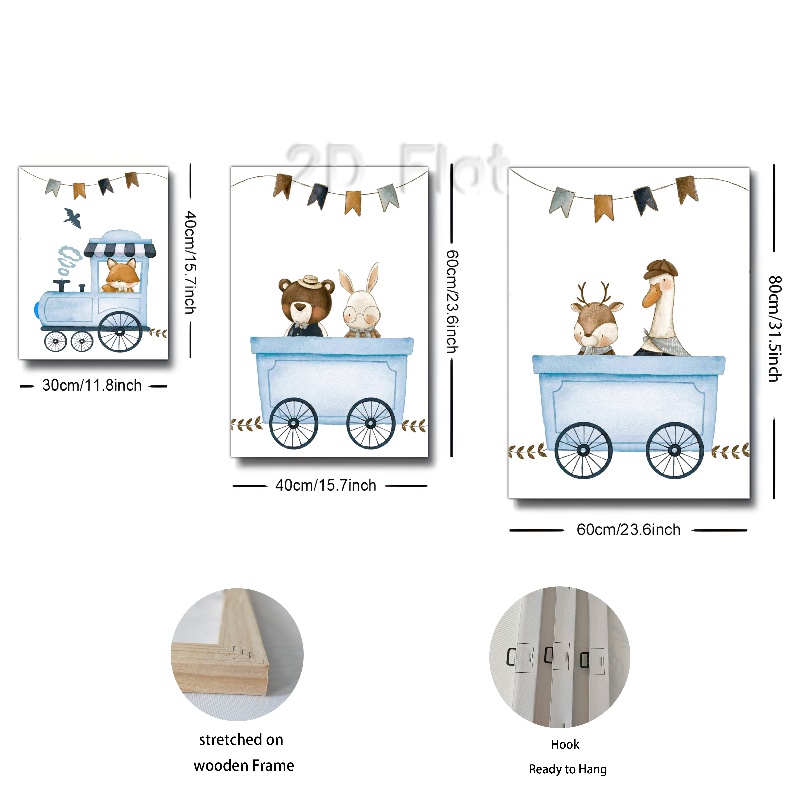 2D Flat
40cm/15.7inch
30cm/11.8inch
60cm/23.6inch
40cm/15.7inch
80cm/31.5inch
60cm/23.6inch
stretched on
wooden Frame
Hook
Ready to Hang